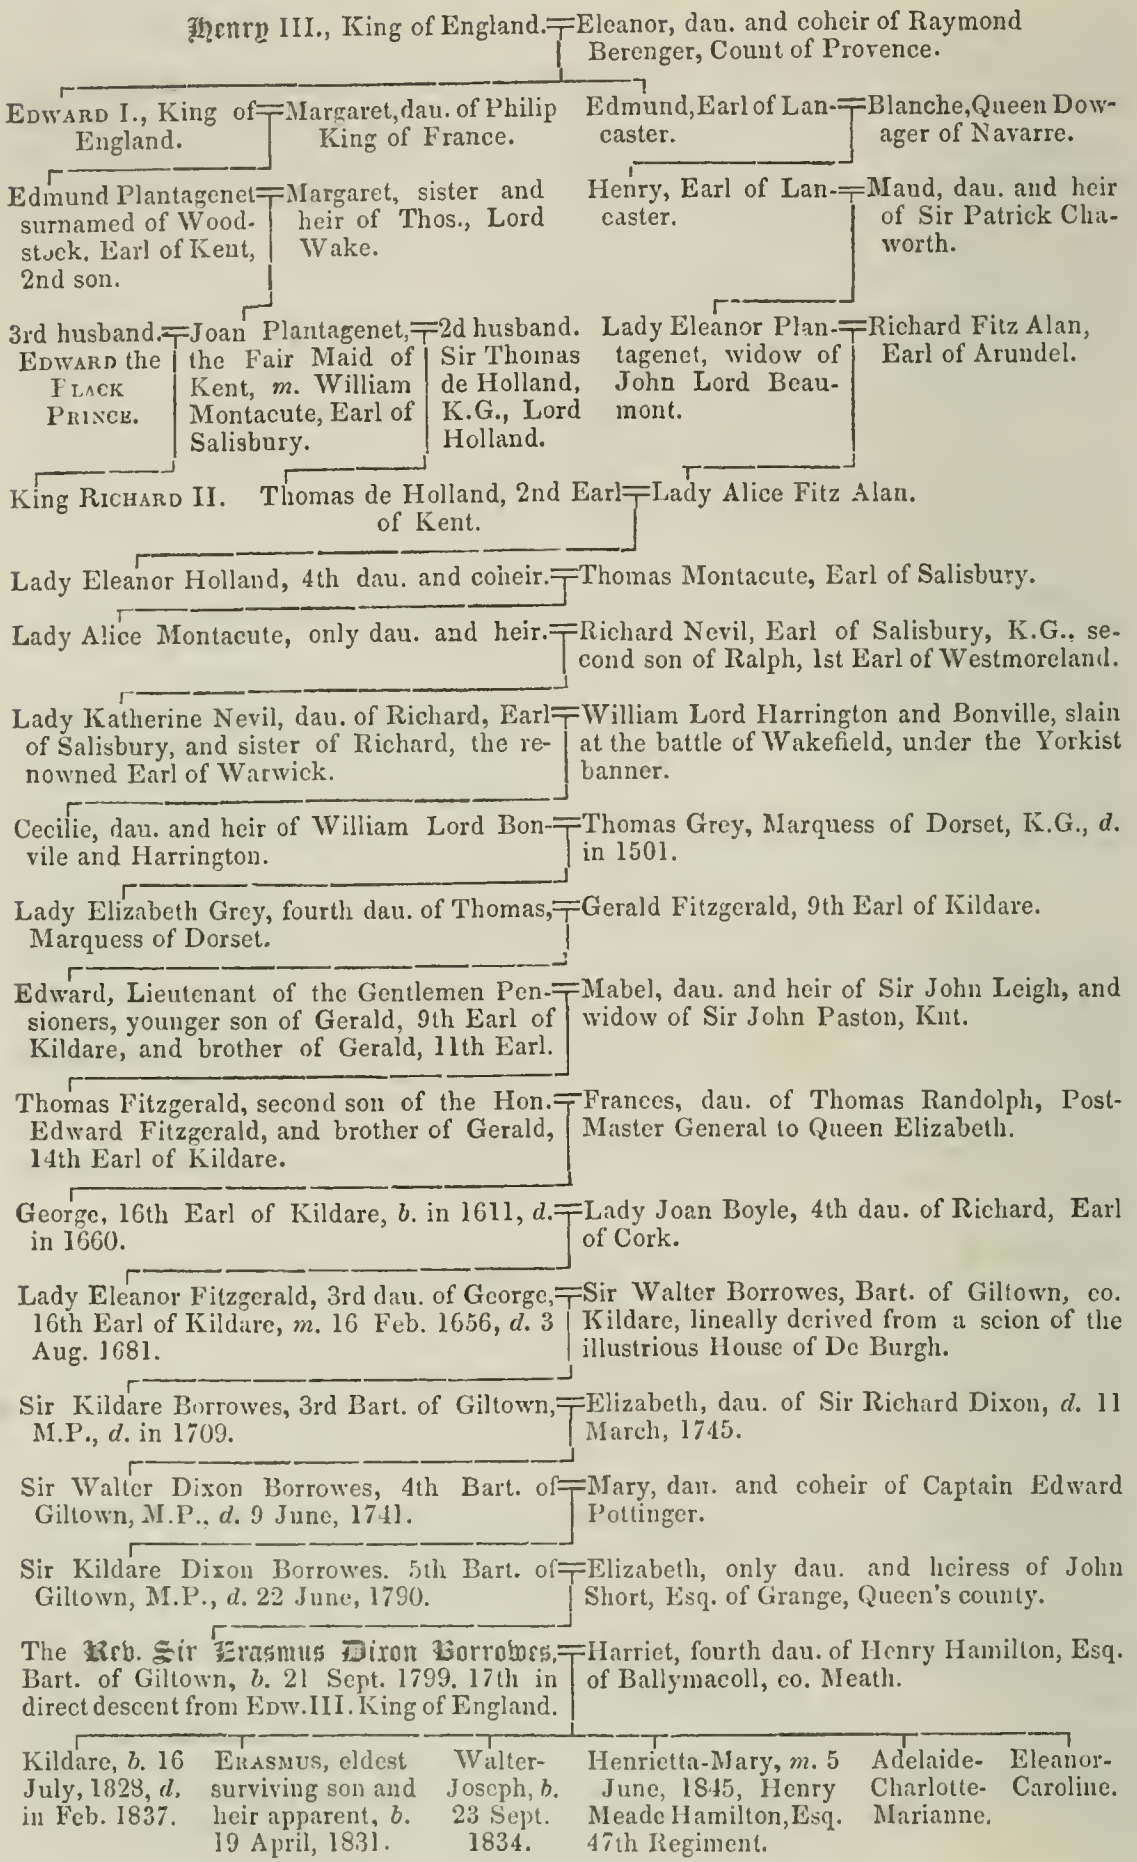 Henry III., King of England.
Eleanor, dau. and coheir of Raymond
Berenger, Count of Provence.
EDWARD I., King of
England.
Margaret, dau. of Philip
King of France.
Edmund, Earl of Lan-
caster.
Blanche, Queen Dow-
ager of Navarre.
Edmund Plantagenet
surnamed of Wood-
stock, Earl of Kent,
2nd son.
Margaret, sister and
heir of Thos., Lord
Wake.
Henry, Earl of Lan-
caster.
Maud, dau. and heir
of Sir Patrick Cha-
worth.
3rd husband.
EDWARD the
BLACK
PRINCE.
Joan Plantagenet,
the Fair Maid of
Kent, m. William
Montacute, Earl of
Salisbury.
2d husband.
Sir Thomas
de Holland,
K.G., Lord
Holland.
Lady Eleanor Plan-
tagenet, widow of
John Lord Beau-
mont.
Richard Fitz Alan,
Earl of Arundel.
King RICHARD II.
Thomas de Holland, 2nd Earl
of Kent.
Lady Alice Fitz Alan.
Lady Eleanor Holland, 4th dau. and coheir.
Thomas Montacute, Earl of Salisbury.
Lady Alice Montacute, only dau. and heir.
Richard Nevil, Earl of Salisbury, K.G., se-
cond son of Ralph, 1st Earl of Westmoreland.
Lady Katherine Nevil, dau. of Richard, Earl
of Salisbury, and sister of Richard, the re-
nowned Earl of Warwick.
William Lord Harrington and Bonville, slain
at the battle of Wakefield, under the Yorkist
banner.
Cecilie, dau. and heir of William Lord Bon-
vile and Harrington.
Thomas Grey, Marquess of Dorset, K.G., d.
in 1501.
Lady Elizabeth Grey, fourth dau. of Thomas,
Marquess of Dorset.
Gerald Fitzgerald, 9th Earl of Kildare.
Edward, Lieutenant of the Gentlemen Pen-
sioners, younger son of Gerald, 9th Earl of
Kildare, and brother of Gerald, 11th Earl.
Mabel, dau. and heir of Sir John Leigh, and
widow of Sir John Paston, Knt.
Thomas Fitzgerald, second son of the Hon.
Edward Fitzgerald, and brother of Gerald,
14th Earl of Kildare.
Frances, dau. of Thomas Randolph, Post-
Master General to Queen Elizabeth.
George, 16th Earl of Kildare, b. in 1611, d.
in 1660.
Lady Joan Boyle, 4th dau. of Richard, Earl
of Cork.
Lady Eleanor Fitzgerald, 3rd dau. of George,
16th Earl of Kildare, m. 16 Feb. 1656, d. 3
Aug. 1681.
Sir Walter Borrowes, Bart. of Giltown, co.
Kildare, lineally derived from a scion of the
illustrious House of De Burgh.
Sir Kildare Borrowes, 3rd Bart. of Giltown,
M.P., d. in 1709.
Elizabeth, dau. of Sir Richard Dixon, d. 11
March, 1745.
Sir Walter Dixon Borrowes, 4th Bart. of
Giltown, M.P., d. 9 June, 1741.
Mary, dau. and coheir of Captain Edward
Pottinger.
Sir Kildare Dixon Borrowes. 5th Bart. of
Giltown, M.P., d. 22 June, 1790.
Elizabeth, only dau. and heiress of John
Short, Esq. of Grange, Queen's county.
The Rev. Sir Erasmus Dixon Borrowes,
Bart. of Giltown, b. 21 Sept. 1799. 17th in
direct descent from EDW. III. King of England.
Harriet, fourth dau. of Henry Hamilton, Esq.
of Ballymacoll, co. Meath.
Kildare, b. 16
July, 1828, d.
in Feb. 1837.
ERASMUS, eldest
surviving son and
heir apparent, b.
19 April, 1831.
Walter-
Joseph, b.
23 Sept.
1834.
Henrietta-Mary, m. 5
June, 1845, Henry
Meade Hamilton, Esq.
47th Regiment.
Adelaide-
Charlotte-
Marianne.
Eleanor-
Caroline.